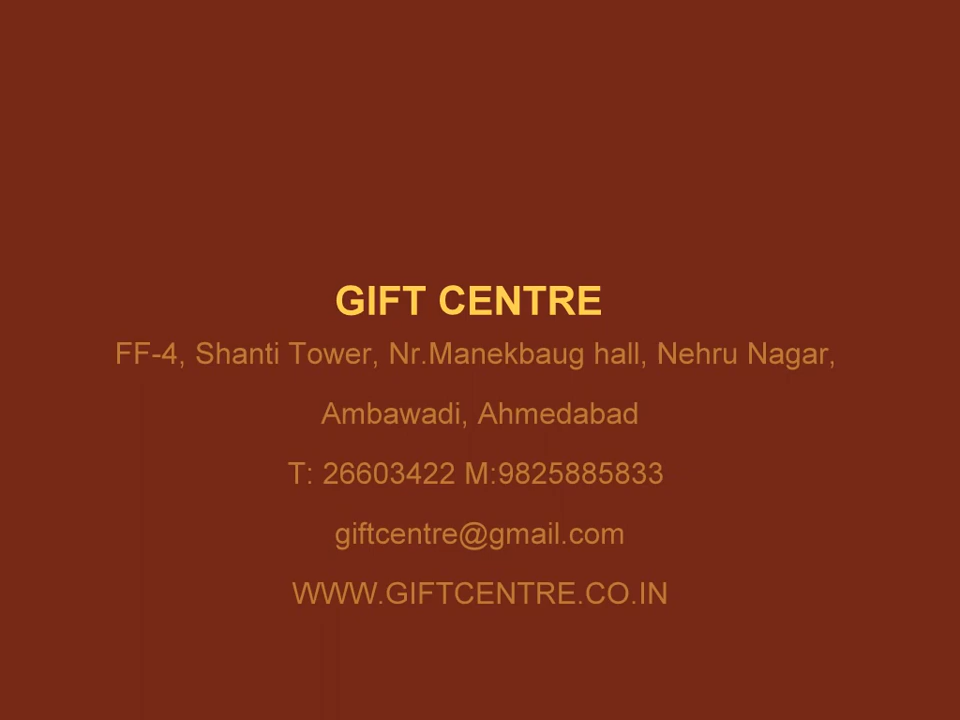 GIFT CENTRE
FF-4, Shanti Tower, Nr.Manekbaug hall, Nehru Nagar,
Ambawadi, Ahmedabad
T: 26603422 M:9825885833
giftcentre@gmail.com
WWW.GIFTCENTRE.CO.IN